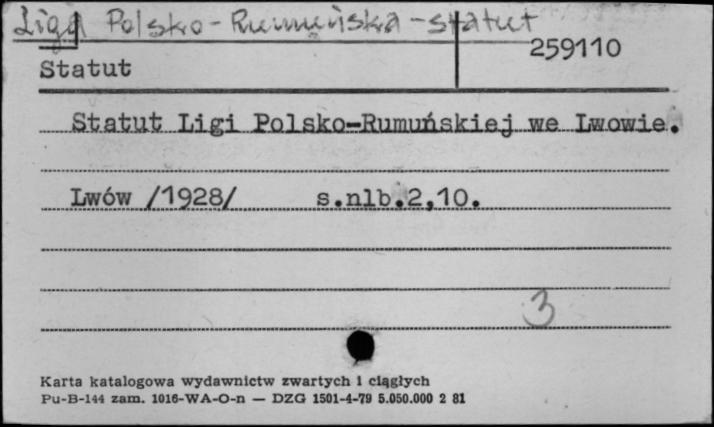 Liga Polsko-Rumuńska-statut
259110
Statut
Statut Ligi Polsko-Rumuńskiej we Lwowie.
Lwów /1928/ s.nlb.2,10.
3
Karta katalogowa wydawnictw zwartych i ciągłych
Pu-B-144 zam. 1016-WA-O-n — DZG 1501-4-79 5.050.000 2 81